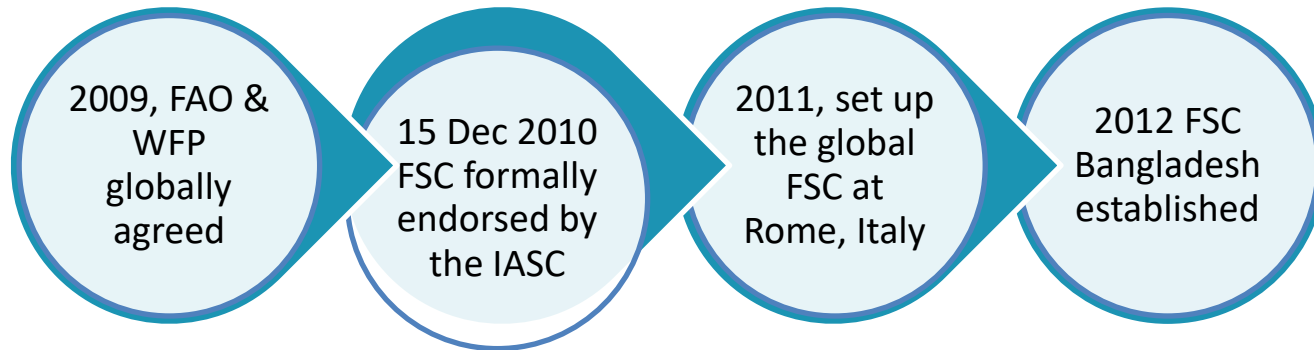 2009, FAO &
WFP
globally
agreed
15 Dec 2010
FSC formally
endorsed by
the IASC
2011, set up
the global
FSC at
Rome, Italy
2012 FSC
Bangladesh
established